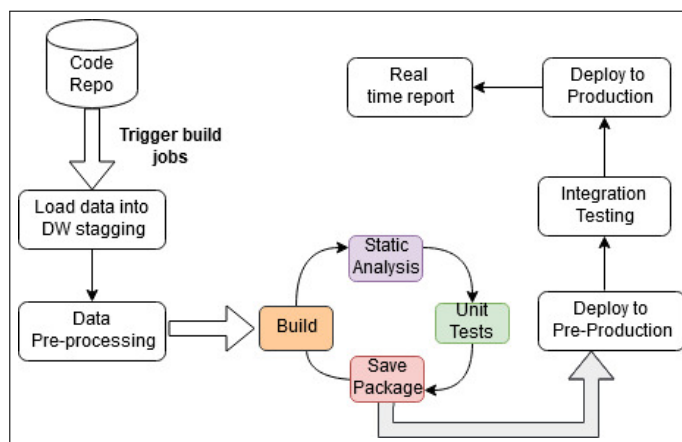 Code
Repo
Trigger build
jobs
Load data into
DW stagging
Data
Pre-processing
Build
Static
Analysis
Unit
Tests
Save
Package
Deploy to
Pre-Production
Integration
Testing
Deploy to
Production
Real
time report